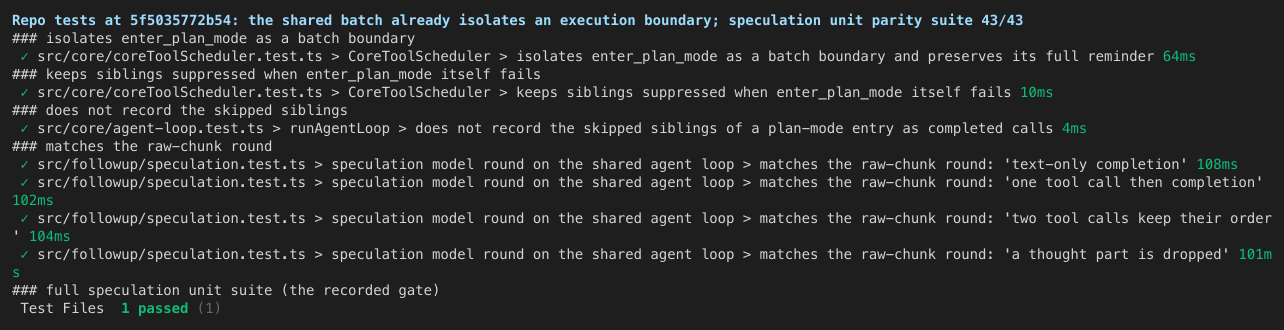 Repo tests at 5f5035772b54: the shared batch already isolates an execution boundary; speculation unit parity suite 43/43
### isolates enter_plan_mode as a batch boundary
✓ src/core/coreToolScheduler.test.ts > CoreToolScheduler > isolates enter_plan_mode as a batch boundary and preserves its full reminder 64ms
### keeps siblings suppressed when enter_plan_mode itself fails
✓ src/core/coreToolScheduler.test.ts > CoreToolScheduler > keeps siblings suppressed when enter_plan_mode itself fails 10ms
### does not record the skipped siblings
✓ src/core/agent-loop.test.ts > runAgentLoop > does not record the skipped siblings of a plan-mode entry as completed calls 4ms
### matches the raw-chunk round
✓ src/followup/speculation.test.ts > speculation model round on the shared agent loop > matches the raw-chunk round: 'text-only completion' 108ms
✓ src/followup/speculation.test.ts > speculation model round on the shared agent loop > matches the raw-chunk round: 'one tool call then completion'
102ms
✓ src/followup/speculation.test.ts > speculation model round on the shared agent loop > matches the raw-chunk round: 'two tool calls keep their order
' 104ms
✓ src/followup/speculation.test.ts > speculation model round on the shared agent loop > matches the raw-chunk round: 'a thought part is dropped' 101m
s
### full speculation unit suite (the recorded gate)
Test Files  1 passed (1)